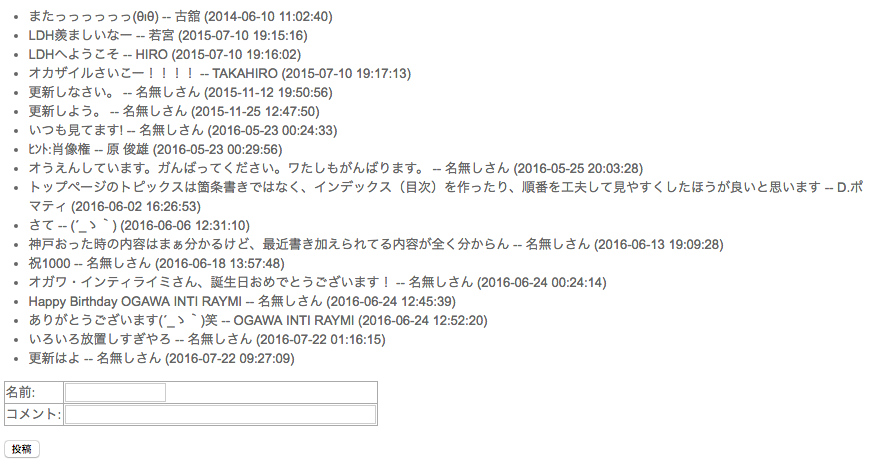 またっっっっっっ(θιθ) -- 古舘 (2014-06-10 11:02:40)
LDH羨ましいなー -- 若宮 (2015-07-10 19:15:16)
LDHへようこそ -- HIRO (2015-07-10 19:16:02)
オカザイルさいこー！！！！ -- TAKAHIRO (2015-07-10 19:17:13)
更新しなさい。 -- 名無しさん (2015-11-12 19:50:56)
更新しよう。 -- 名無しさん (2015-11-25 12:47:50)
いつも見てます! -- 名無しさん (2016-05-23 00:24:33)
ﾋﾝﾄ:肖像権 -- 原 俊雄 (2016-05-23 00:29:56)
オうえんしています。ガんばってください。ワたしもがんばります。 -- 名無しさん (2016-05-25 20:03:28)
トップページのトピックスは箇条書きではなく、インデックス（目次）を作ったり、順番を工夫して見やすくしたほうが良いと思います -- D.ポ
マティ (2016-06-02 16:26:53)
さて -- (´_ゝ｀) (2016-06-06 12:31:10)
神戸おった時の内容はまぁ分かるけど、最近書き加えられてる内容が全く分からん -- 名無しさん (2016-06-13 19:09:28)
祝1000 -- 名無しさん (2016-06-18 13:57:48)
オガワ・インティライミさん、誕生日おめでとうございます！ -- 名無しさん (2016-06-24 00:24:14)
Happy Birthday OGAWA INTI RAYMI -- 名無しさん (2016-06-24 12:45:39)
ありがとうございます(´_ゝ｀)笑 -- OGAWA INTI RAYMI (2016-06-24 12:52:20)
いろいろ放置しすぎやろ -- 名無しさん (2016-07-22 01:16:15)
更新はよ -- 名無しさん (2016-07-22 09:27:09)
名前:
コメント:
投稿